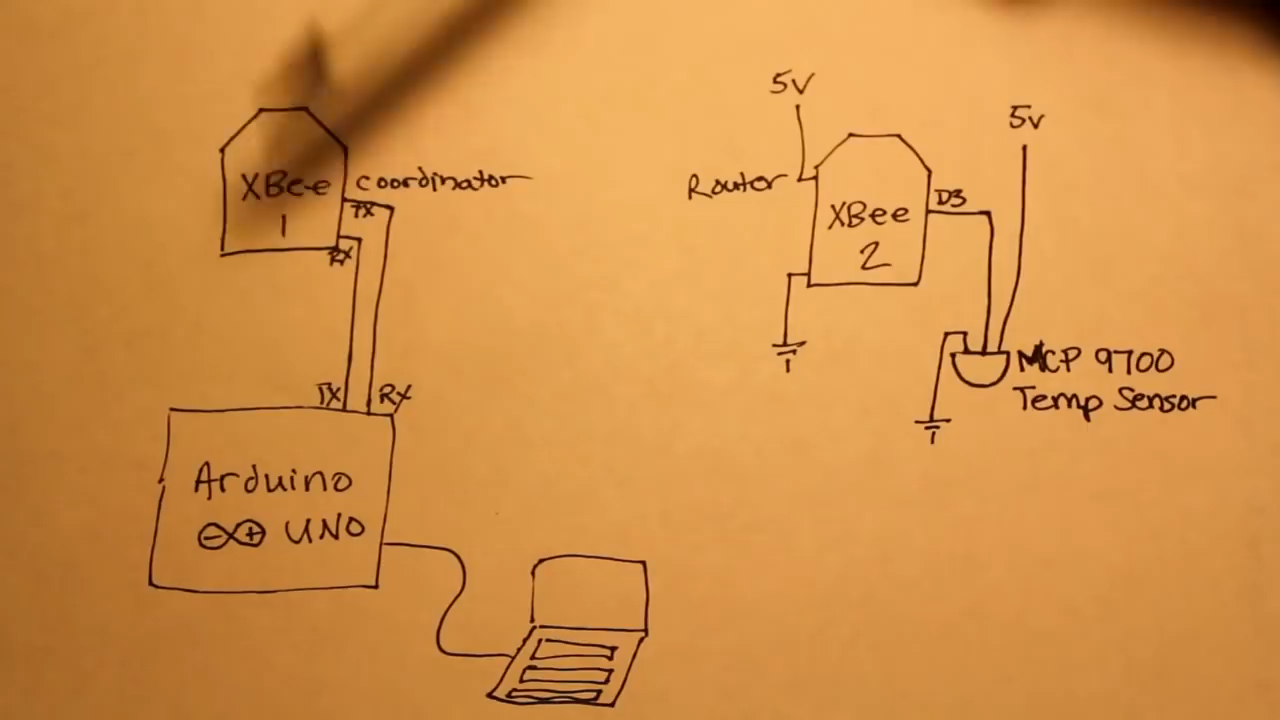 XBee
1
coordinator
TX
RX
TX
RX
Arduino
UNO
5V
Router
XBee
2
D3
5v
MCP 9700
Temp Sensor